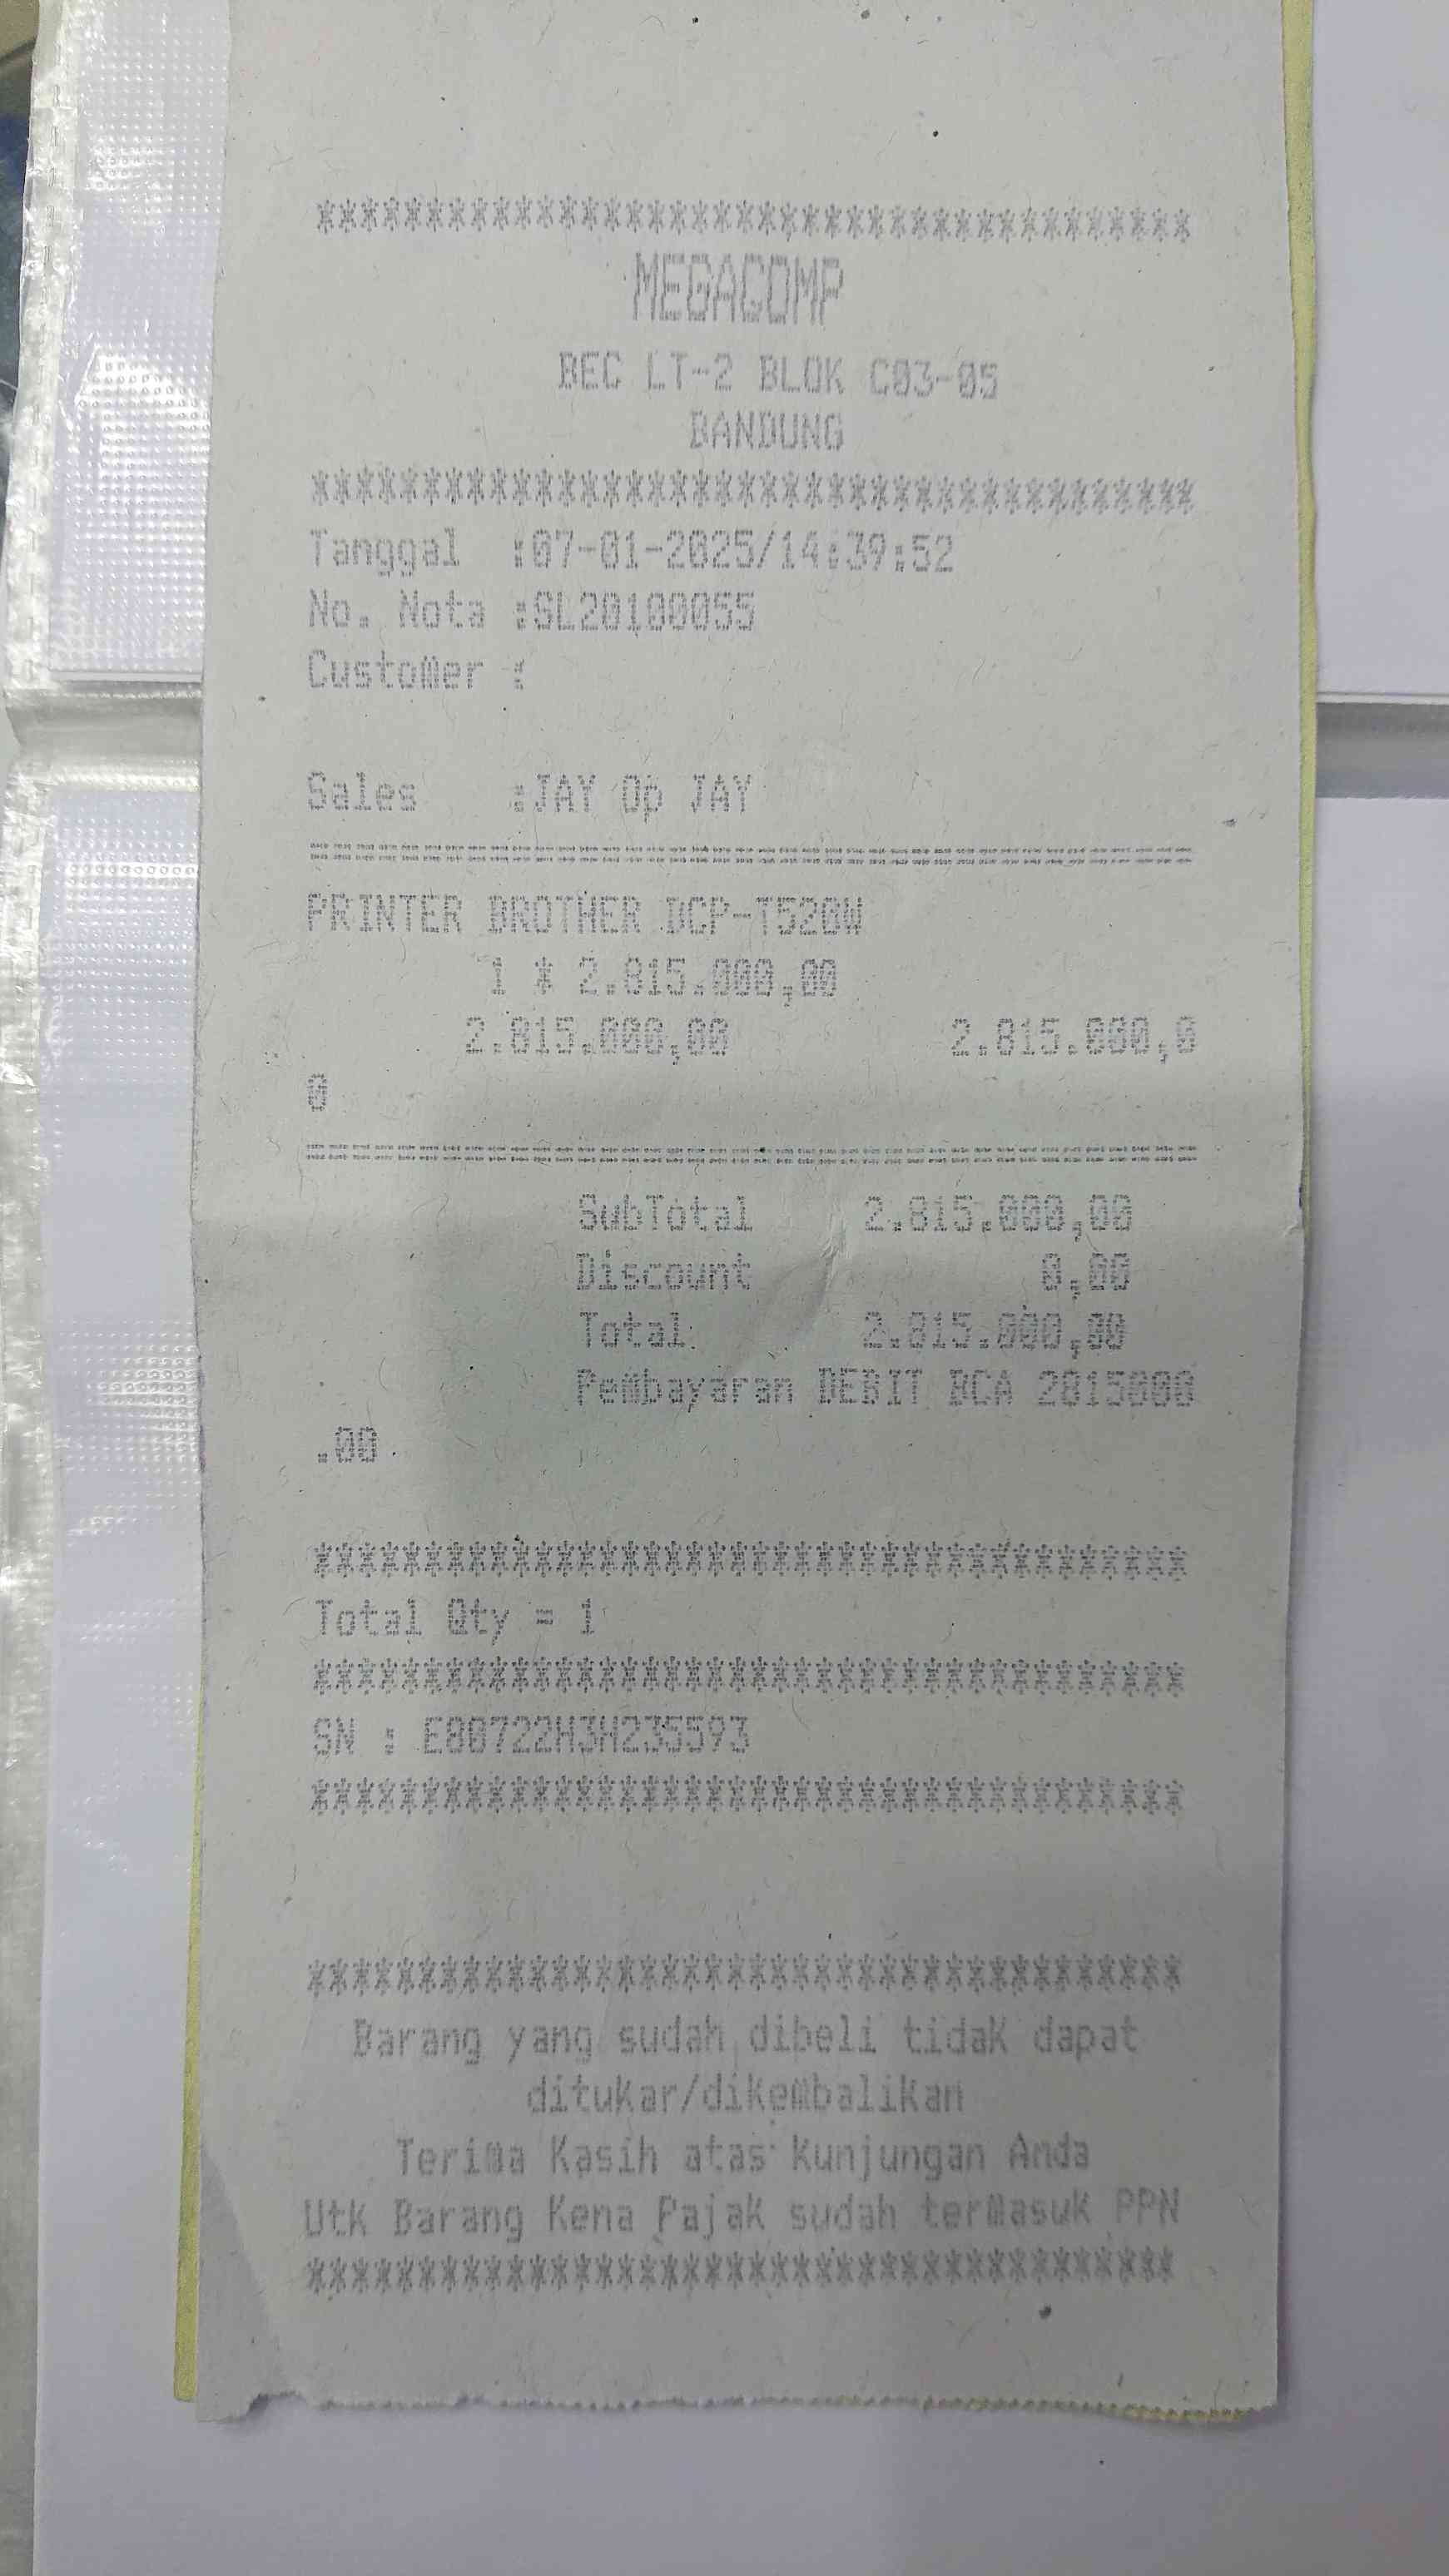 ****************************************
MEGACOMP
BEC LT-2 BLOK C03-05
BANDUNG
****************************************
Tanggal :07-01-2025/14:39:52
No. Nota :SL20100055
Customer :
Sales :JAY Op JAY
========================================
PRINTER BROTHER DCP-T520W
1 * 2.815.000,00
2.815.000,00 2.815.000,0
0
========================================
SubTotal 2.815.000,00
Discount 0,00
Total 2.815.000,00
Pembayaran DEBIT BCA 2815000
.00
****************************************
Total Qty = 1
****************************************
SN : E80722H3H235593
****************************************
****************************************
Barang yang sudah dibeli tidak dapat
ditukar/dikembalikan
Terima Kasih atas Kunjungan Anda
Utk Barang Kena Pajak sudah termasuk PPN
****************************************